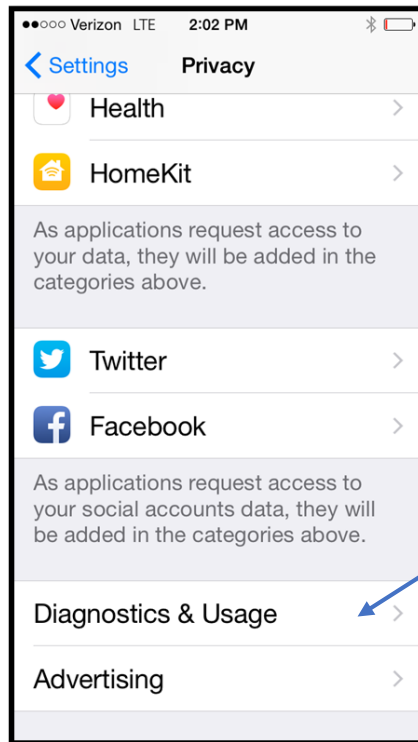 Verizon LTE 2:02 PM
Settings Privacy
Health
HomeKit
As applications request access to
your data, they will be added in the
categories above.
Twitter
Facebook
As applications request access to
your social accounts data, they will
be added in the categories above.
Diagnostics & Usage
Advertising